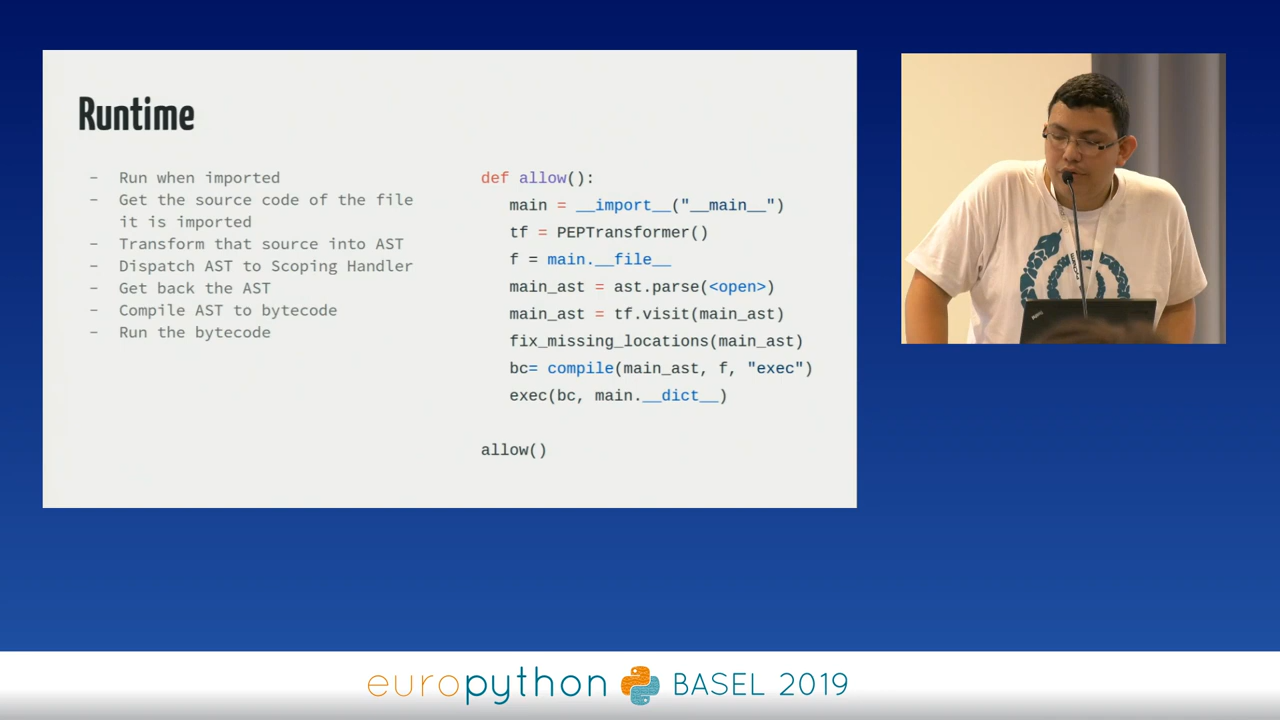 Runtime
- Run when imported
- Get the source code of the file
it is imported
- Transform that source into AST
- Dispatch AST to Scoping Handler
- Get back the AST
- Compile AST to bytecode
- Run the bytecode
def allow():
main = __import__("__main__")
tf = PEPTransformer()
f = main.__file__
main_ast = ast.parse(<open>)
main_ast = tf.visit(main_ast)
fix_missing_locations(main_ast)
bc= compile(main_ast, f, "exec")
exec(bc, main.__dict__)
allow()
europython BASEL 2019